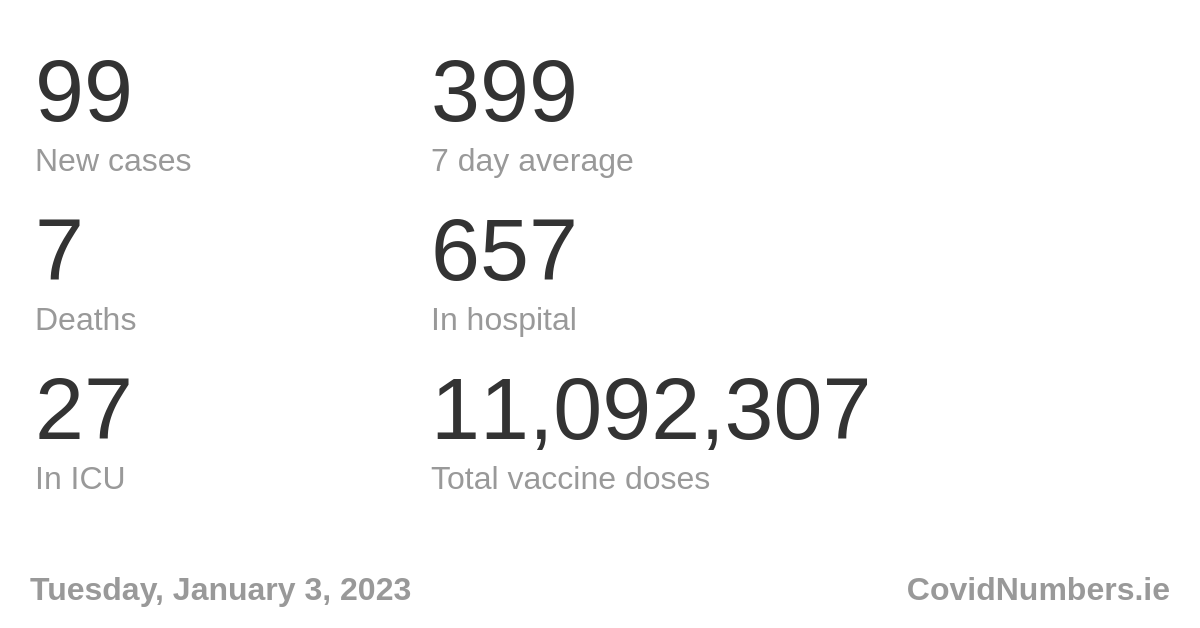 99 399
New cases 7 day average
7 657
Deaths In hospital
27 11,092,307
In ICU Total vaccine doses
Tuesday, January 3, 2023 CovidNumbers.ie